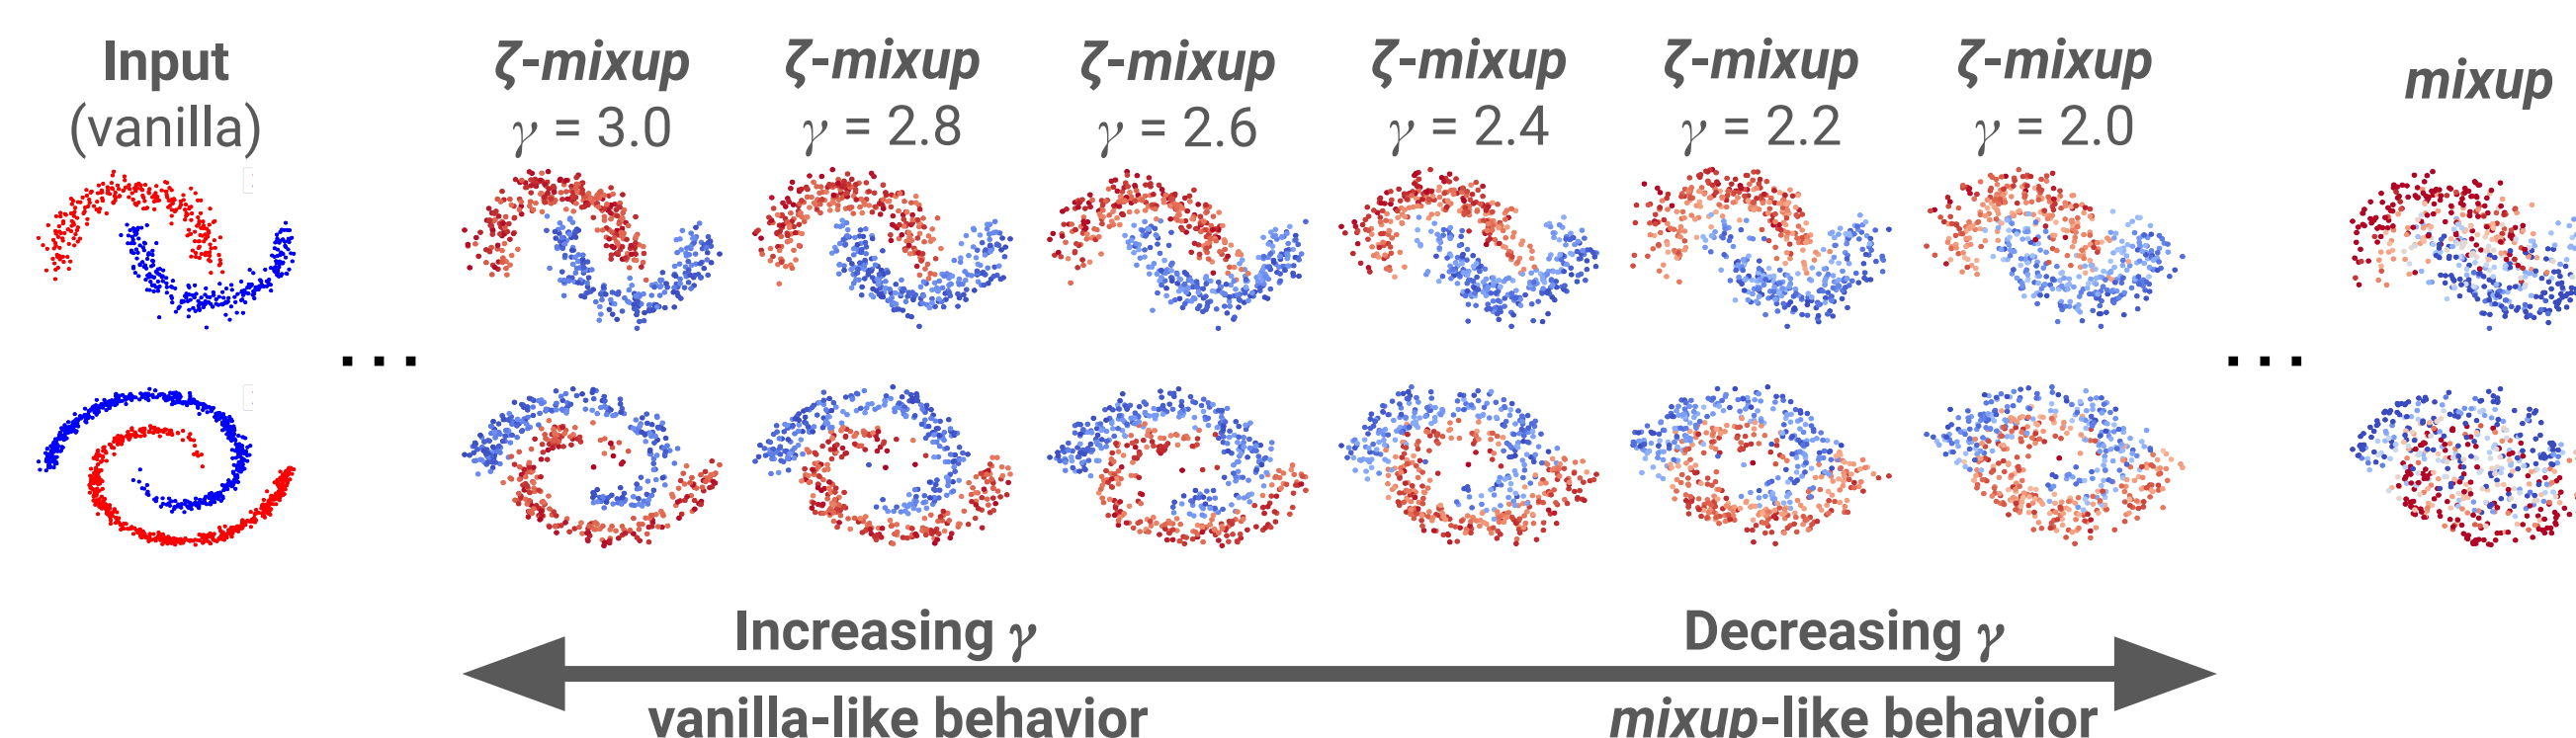 Input
(vanilla)
ζ-mixup
γ = 3.0
ζ-mixup
γ = 2.8
ζ-mixup
γ = 2.6
ζ-mixup
γ = 2.4
ζ-mixup
γ = 2.2
ζ-mixup
γ = 2.0
mixup
...
...
Increasing γ
vanilla-like behavior
Decreasing γ
mixup-like behavior